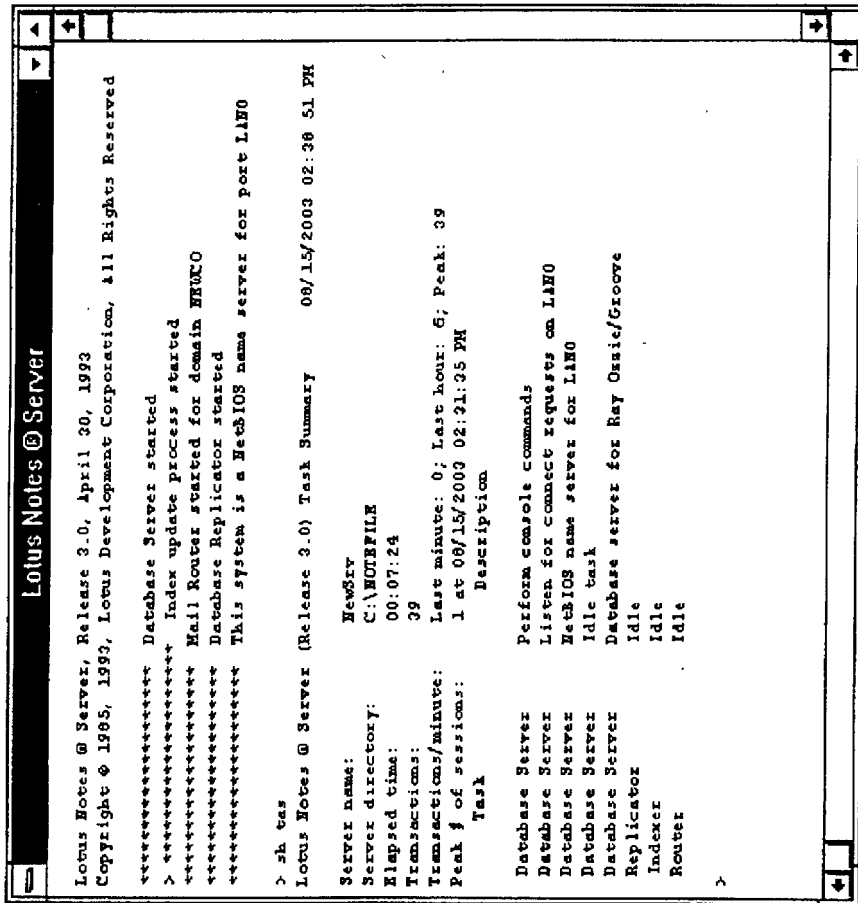 Lotus Notes ® Server
Lotus Notes ® Server, Release 3.0, April 30, 1993
Copyright © 1985, 1993, Lotus Development Corporation, All Rights Reserved
********************** Database Server started
> ********************** Index update process started
********************** Mail Router started for domain NEWCO
********************** Database Replicator started
********************** This system is a NetBIOS name server for port LAN0
> sh tas
Lotus Notes ® Server (Release 3.0) Task Summary 08/15/2003 02:38 51 PM
Server name: NewSrv
Server directory: C:\NOTEFILE
Elapsed time: 00:07:24
Transactions: 39
Transactions/minute: Last minute: 0; Last hour: 6; Peak: 39
Peak # of sessions: 1 at 08/15/2003 02:31:35 PM
Task Description
Database Server Perform console commands
Database Server Listen for connect requests on LAN0
Database Server NetBIOS name server for LAN0
Database Server Idle task
Database Server Database server for Ray Ozzie/Groove
Replicator Idle
Indexer Idle
Router Idle
>